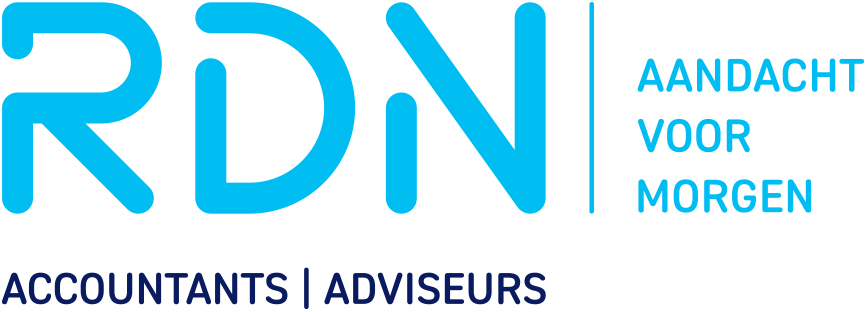 RDN
AANDACHT
VOOR
MORGEN
ACCOUNTANTS | ADVISEURS